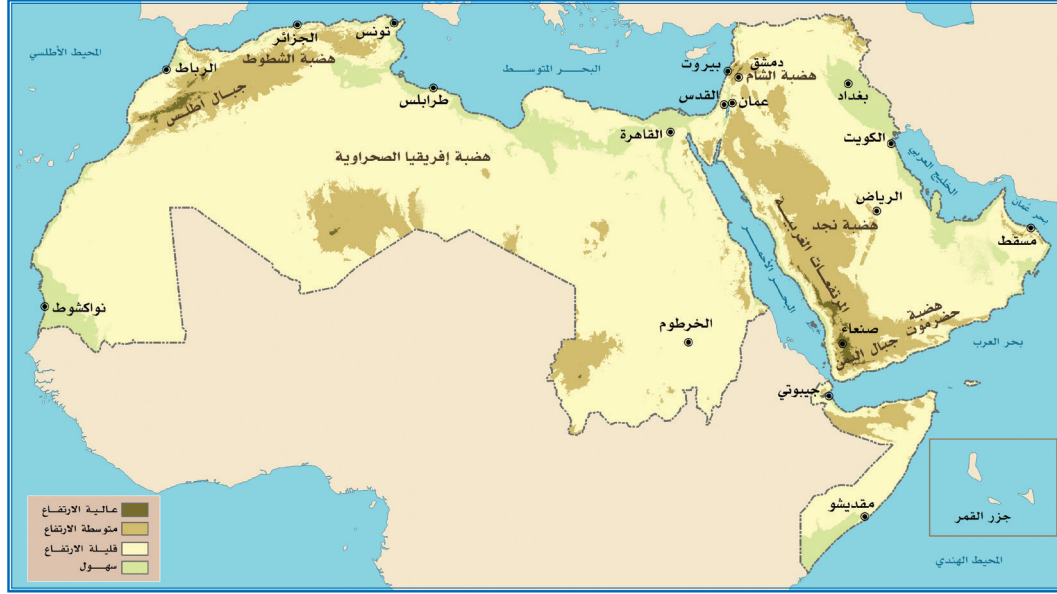 المحيط الأطلسي
البحر المتوسط
الرباط
الجزائر
تونس
هضبة الشطوط
جبال أطلس
طرابلس
هضبة إفريقيا الصحراوية
القاهرة
بيروت
دمشق
هضبة الشام
القدس
عمان
بغداد
الكويت
الخليج العربي
بحر عُمان
الرياض
مسقط
هضبة نجد
المرتفعات الغربية
البحر الأحمر
نواكشوط
الخرطوم
صنعاء
هضبة
حضرموت
جبال اليمن
بحر العرب
جيبوتي
مقديشو
جزر القمر
المحيط الهندي
عالية الارتفاع
متوسطة الارتفاع
قليلة الارتفاع
سهول